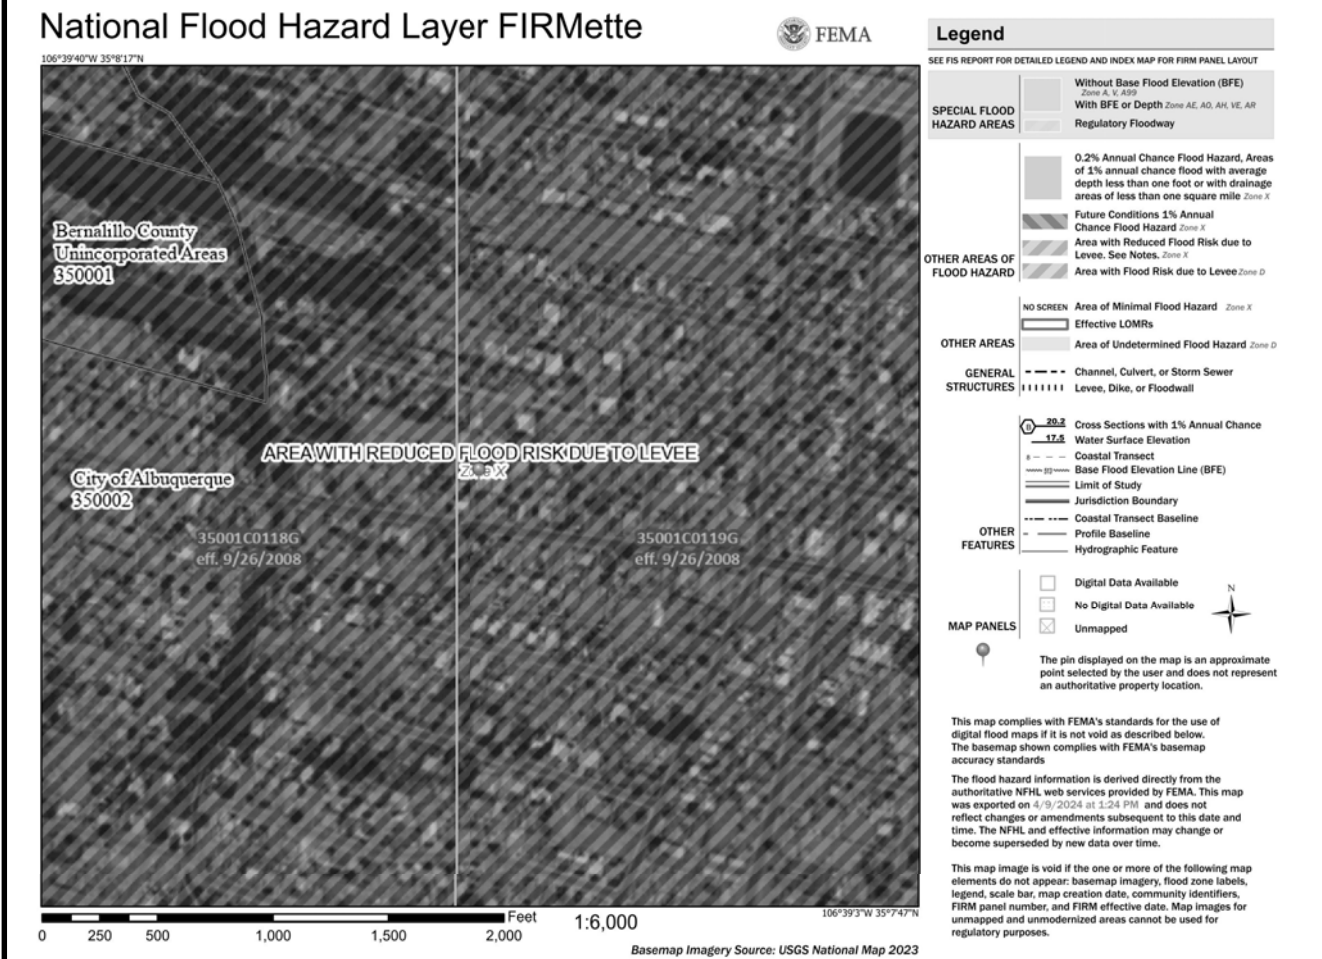 National Flood Hazard Layer FIRMette
FEMA
106°39'40"W 35°8'17"N
Bernalillo County
Unincorporated Areas
350001
AREA WITH REDUCED FLOOD RISK DUE TO LEVEE
Zone X
City of Albuquerque
350002
35001C0118G
eff. 9/26/2008
35001C0119G
eff. 9/26/2008
106°39'3"W 35°7'47"N
Feet
1:6,000
0 250 500 1,000 1,500 2,000
Basemap Imagery Source: USGS National Map 2023
Legend
SEE FIS REPORT FOR DETAILED LEGEND AND INDEX MAP FOR FIRM PANEL LAYOUT
SPECIAL FLOOD
HAZARD AREAS
Without Base Flood Elevation (BFE)
Zone A, V, A99
With BFE or Depth Zone AE, AO, AH, VE, AR
Regulatory Floodway
0.2% Annual Chance Flood Hazard, Areas
of 1% annual chance flood with average
depth less than one foot or with drainage
areas of less than one square mile Zone X
Future Conditions 1% Annual
Chance Flood Hazard Zone X
Area with Reduced Flood Risk due to
Levee. See Notes. Zone X
Area with Flood Risk due to Levee Zone D
OTHER AREAS OF
FLOOD HAZARD
NO SCREEN Area of Minimal Flood Hazard Zone X
Effective LOMRs
OTHER AREAS
Area of Undetermined Flood Hazard Zone D
GENERAL
STRUCTURES
Channel, Culvert, or Storm Sewer
Levee, Dike, or Floodwall
B 20.2 Cross Sections with 1% Annual Chance
17.5 Water Surface Elevation
Coastal Transect
Base Flood Elevation Line (BFE)
Limit of Study
Jurisdiction Boundary
Coastal Transect Baseline
OTHER
FEATURES
Profile Baseline
Hydrographic Feature
Digital Data Available
No Digital Data Available
Unmapped
MAP PANELS
N
The pin displayed on the map is an approximate
point selected by the user and does not represent
an authoritative property location.
This map complies with FEMA's standards for the use of
digital flood maps if it is not void as described below.
The basemap shown complies with FEMA's basemap
accuracy standards
The flood hazard information is derived directly from the
authoritative NFHL web services provided by FEMA. This map
was exported on 4/9/2024 at 1:24 PM and does not
reflect changes or amendments subsequent to this date and
time. The NFHL and effective information may change or
become superseded by new data over time.
This map image is void if the one or more of the following map
elements do not appear: basemap imagery, flood zone labels,
legend, scale bar, map creation date, community identifiers,
FIRM panel number, and FIRM effective date. Map images for
unmapped and unmodernized areas cannot be used for
regulatory purposes.